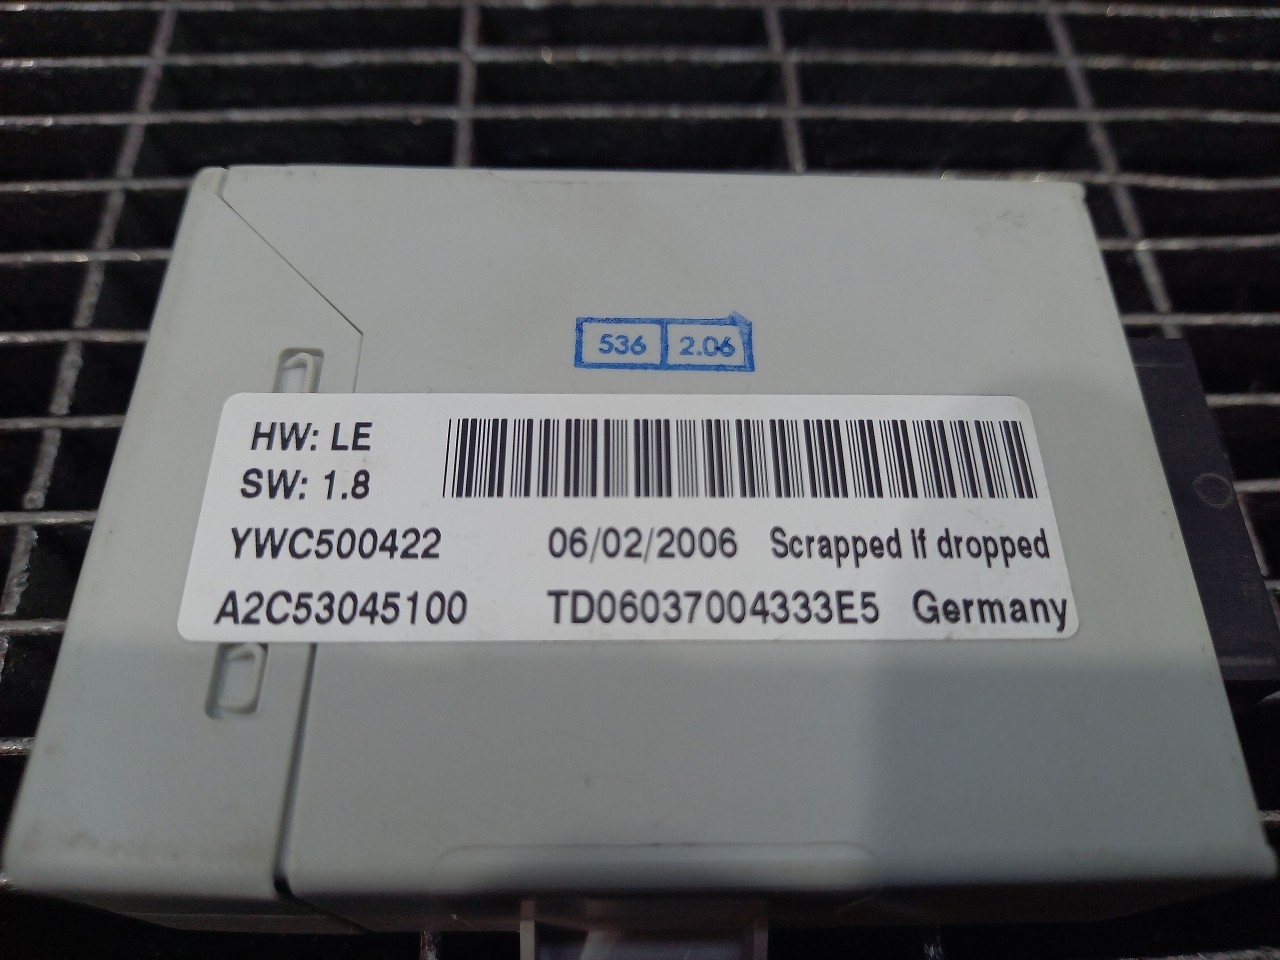 536 2.06
HW: LE
SW: 1.8
YWC500422 06/02/2006 Scrapped if dropped
A2C53045100 TD06037004333E5 Germany